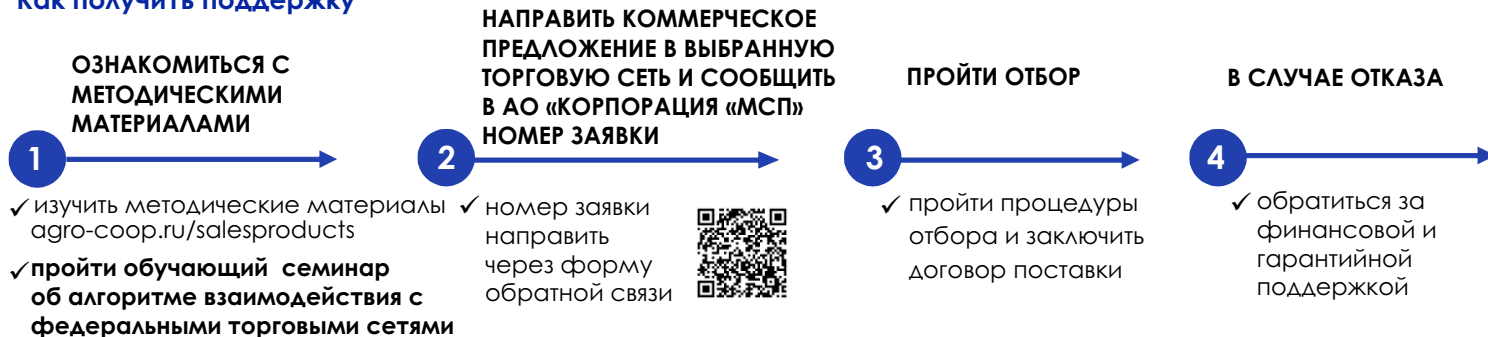 Как получить поддержку
ОЗНАКОМИТЬСЯ С
МЕТОДИЧЕСКИМИ
МАТЕРИАЛАМИ
1
✓ изучить методические материалы
agro-coop.ru/salesproducts
✓ пройти обучающий семинар
об алгоритме взаимодействия с
федеральными торговыми сетями
НАПРАВИТЬ КОММЕРЧЕСКОЕ
ПРЕДЛОЖЕНИЕ В ВЫБРАННУЮ
ТОРГОВУЮ СЕТЬ И СООБЩИТЬ
В АО «КОРПОРАЦИЯ «МСП»
НОМЕР ЗАЯВКИ
2
✓ номер заявки
направить
через форму
обратной связи
ПРОЙТИ ОТБОР
3
✓ пройти процедуры
отбора и заключить
договор поставки
В СЛУЧАЕ ОТКАЗА
4
✓ обратиться за
финансовой и
гарантийной
поддержкой